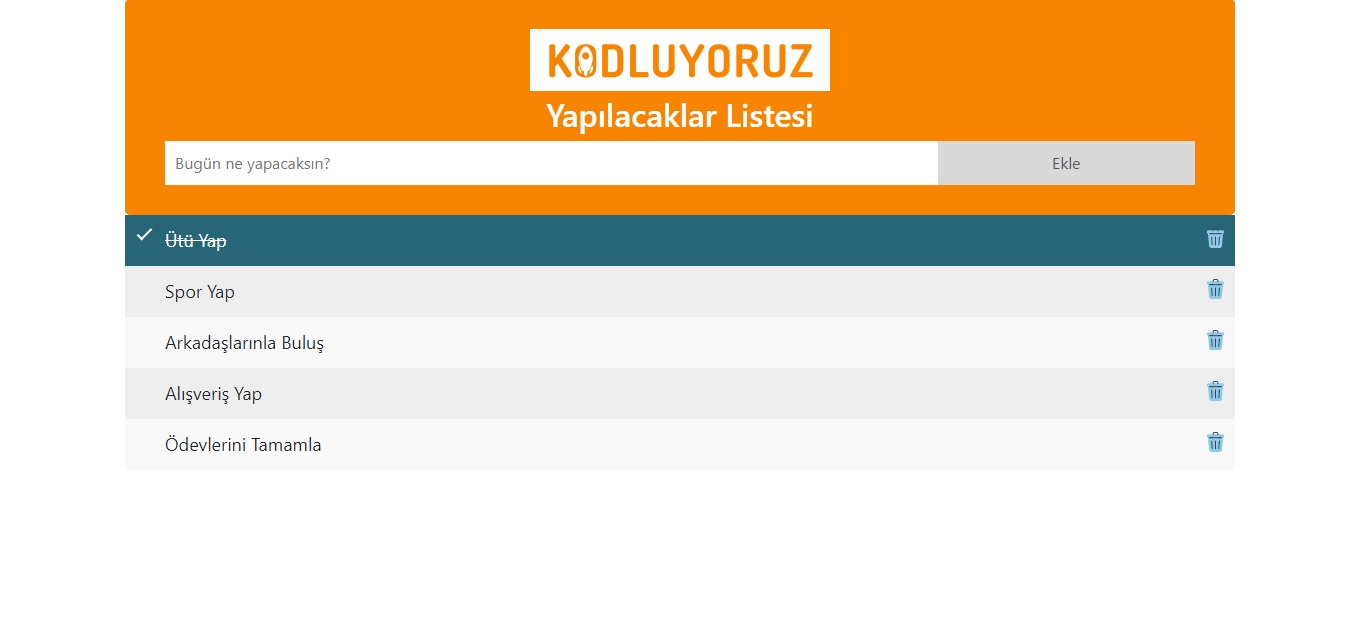 KODLUYORUZ
Yapılacaklar Listesi
Bugün ne yapacaksın?
Ekle
Ütü Yap
Spor Yap
Arkadaşlarınla Buluş
Alışveriş Yap
Ödevlerini Tamamla